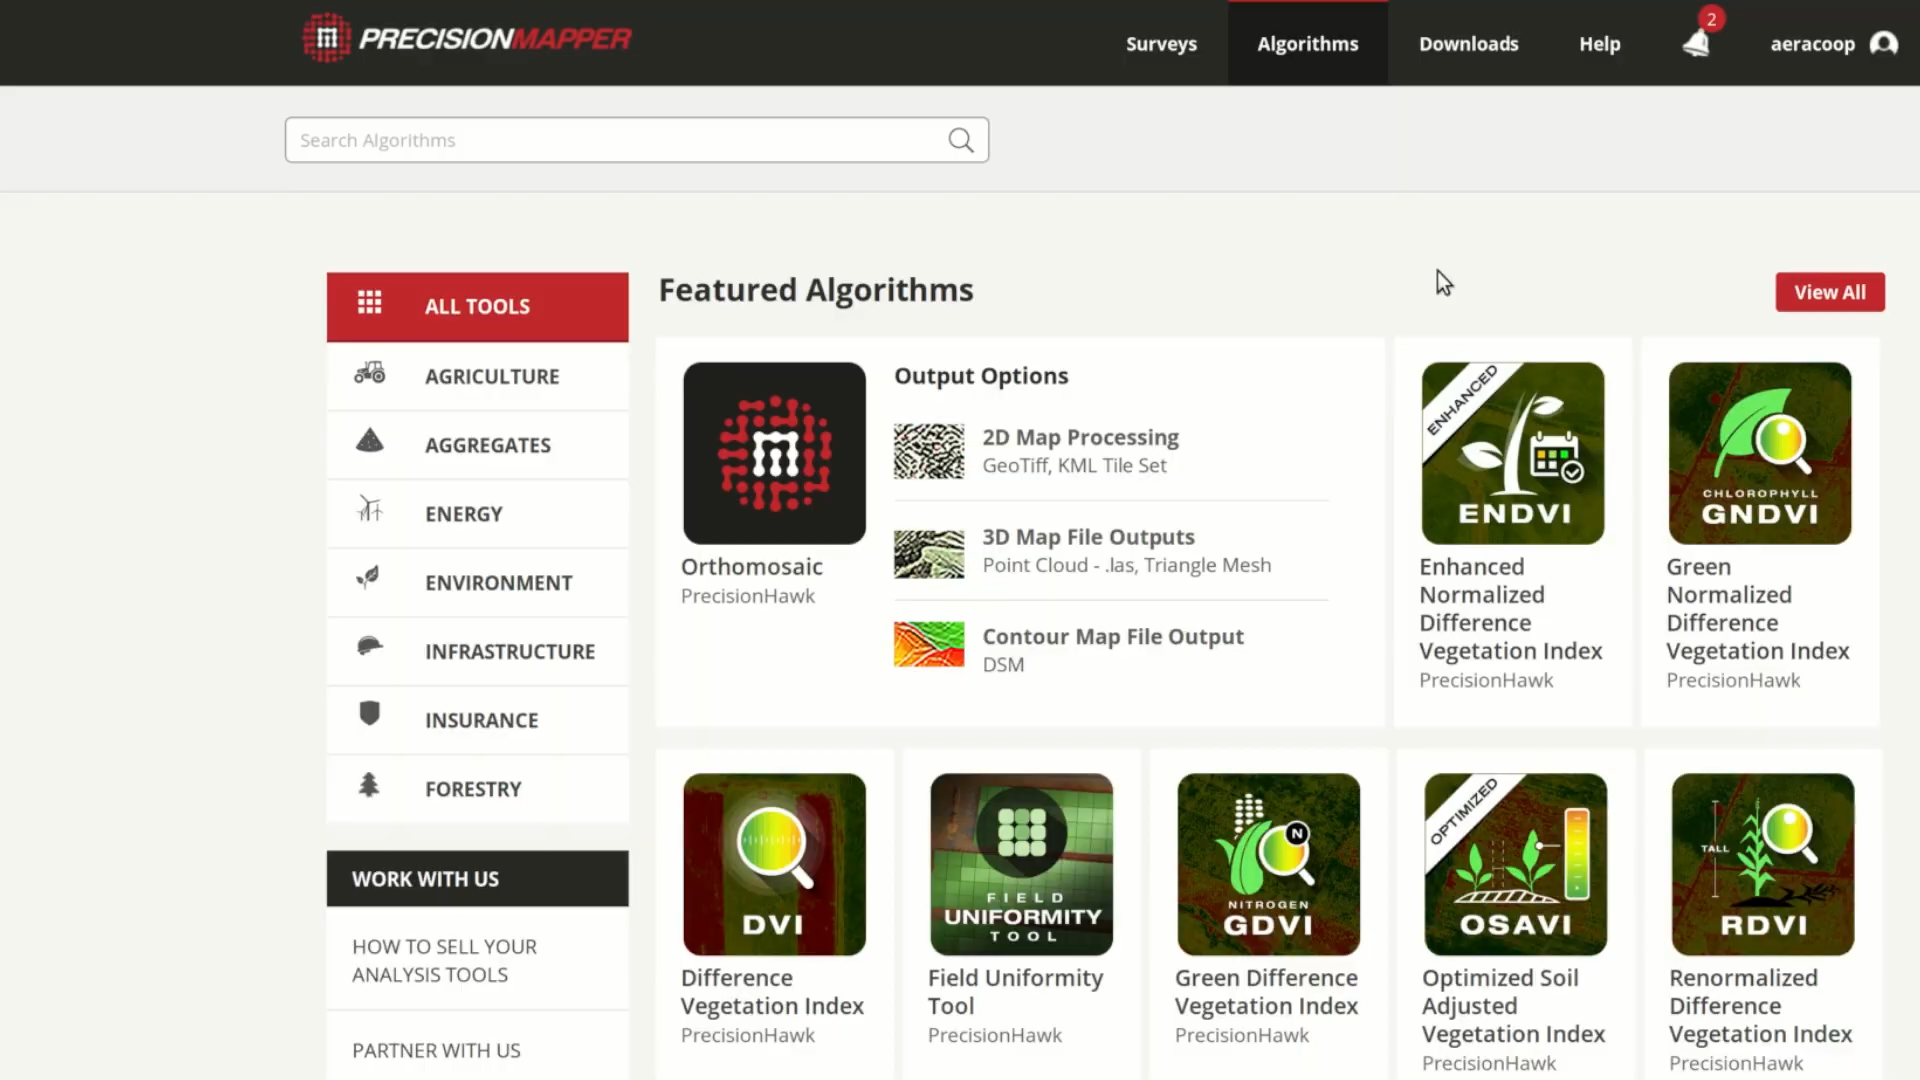 PRECISIONMAPPER
Surveys
Algorithms
Downloads
Help
2
aeracoop
Search Algorithms
ALL TOOLS
AGRICULTURE
AGGREGATES
ENERGY
ENVIRONMENT
INFRASTRUCTURE
INSURANCE
FORESTRY
WORK WITH US
HOW TO SELL YOUR
ANALYSIS TOOLS
PARTNER WITH US
Featured Algorithms
View All
Orthomosaic
PrecisionHawk
Output Options
2D Map Processing
GeoTiff, KML Tile Set
3D Map File Outputs
Point Cloud - .las, Triangle Mesh
Contour Map File Output
DSM
ENHANCED
ENDVI
Enhanced
Normalized
Difference
Vegetation Index
PrecisionHawk
CHLOROPHYLL
GNDVI
Green
Normalized
Difference
Vegetation Index
PrecisionHawk
DVI
Difference
Vegetation Index
PrecisionHawk
FIELD
UNIFORMITY
TOOL
Field Uniformity
Tool
PrecisionHawk
N
NITROGEN
GDVI
Green Difference
Vegetation Index
PrecisionHawk
OPTIMIZED
OSAVI
Optimized Soil
Adjusted
Vegetation Index
PrecisionHawk
TALL
RDVI
Renormalized
Difference
Vegetation Index
PrecisionHawk